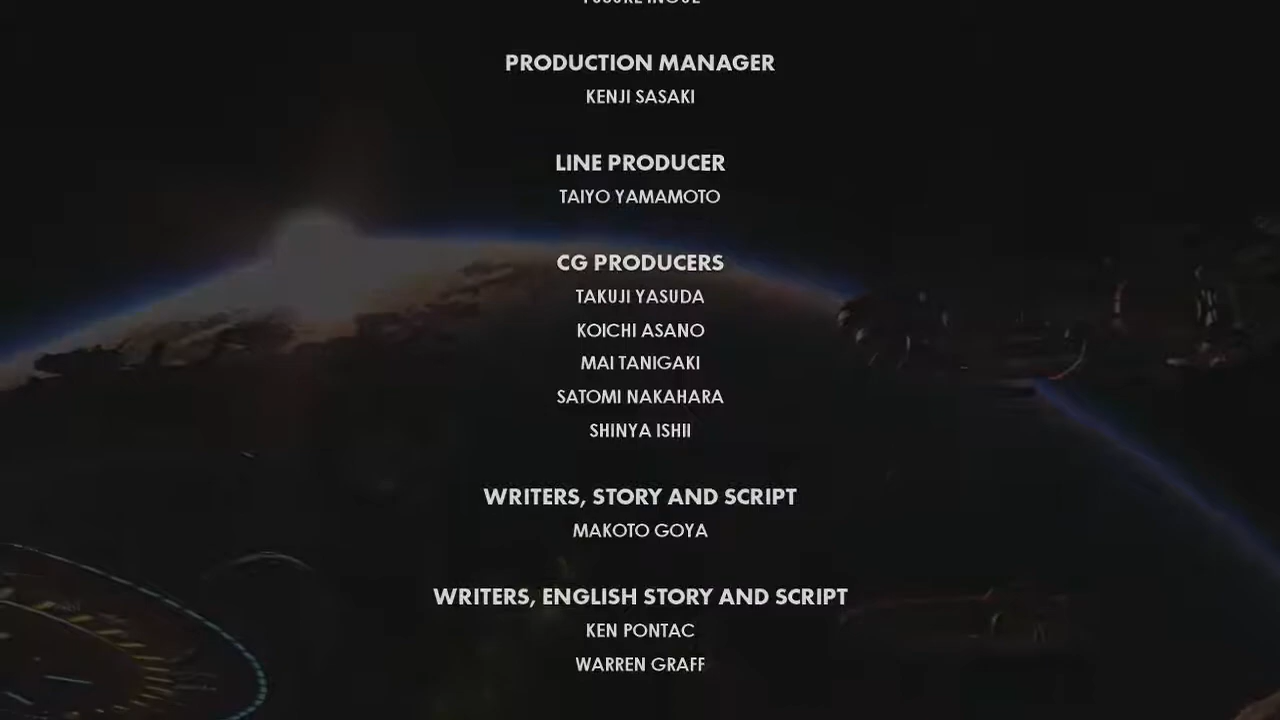 PRODUCTION MANAGER
KENJI SASAKI
LINE PRODUCER
TAIYO YAMAMOTO
CG PRODUCERS
TAKUJI YASUDA
KOICHI ASANO
MAI TANIGAKI
SATOMI NAKAHARA
SHINYA ISHII
WRITERS, STORY AND SCRIPT
MAKOTO GOYA
WRITERS, ENGLISH STORY AND SCRIPT
KEN PONTAC
WARREN GRAFF